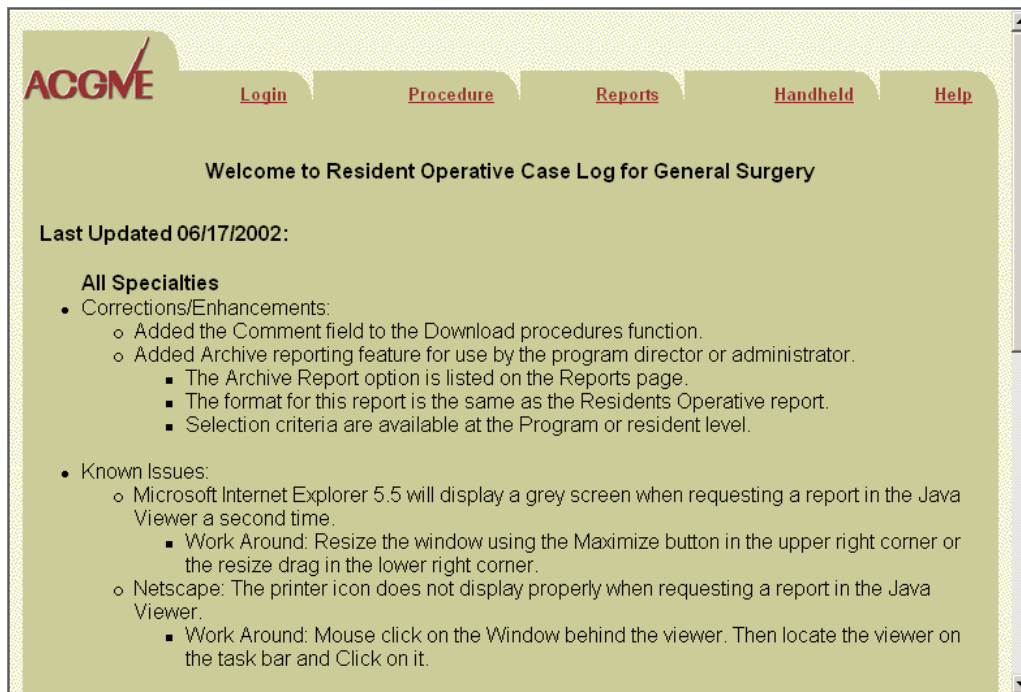 ACGME
Login Procedure Reports Handheld Help
Welcome to Resident Operative Case Log for General Surgery
Last Updated 06/17/2002:
All Specialties
• Corrections/Enhancements:
o Added the Comment field to the Download procedures function.
o Added Archive reporting feature for use by the program director or administrator.
▪ The Archive Report option is listed on the Reports page.
▪ The format for this report is the same as the Residents Operative report.
▪ Selection criteria are available at the Program or resident level.
• Known Issues:
o Microsoft Internet Explorer 5.5 will display a grey screen when requesting a report in the Java
Viewer a second time.
▪ Work Around: Resize the window using the Maximize button in the upper right corner or
the resize drag in the lower right corner.
o Netscape: The printer icon does not display properly when requesting a report in the Java
Viewer.
▪ Work Around: Mouse click on the Window behind the viewer. Then locate the viewer on
the task bar and Click on it.